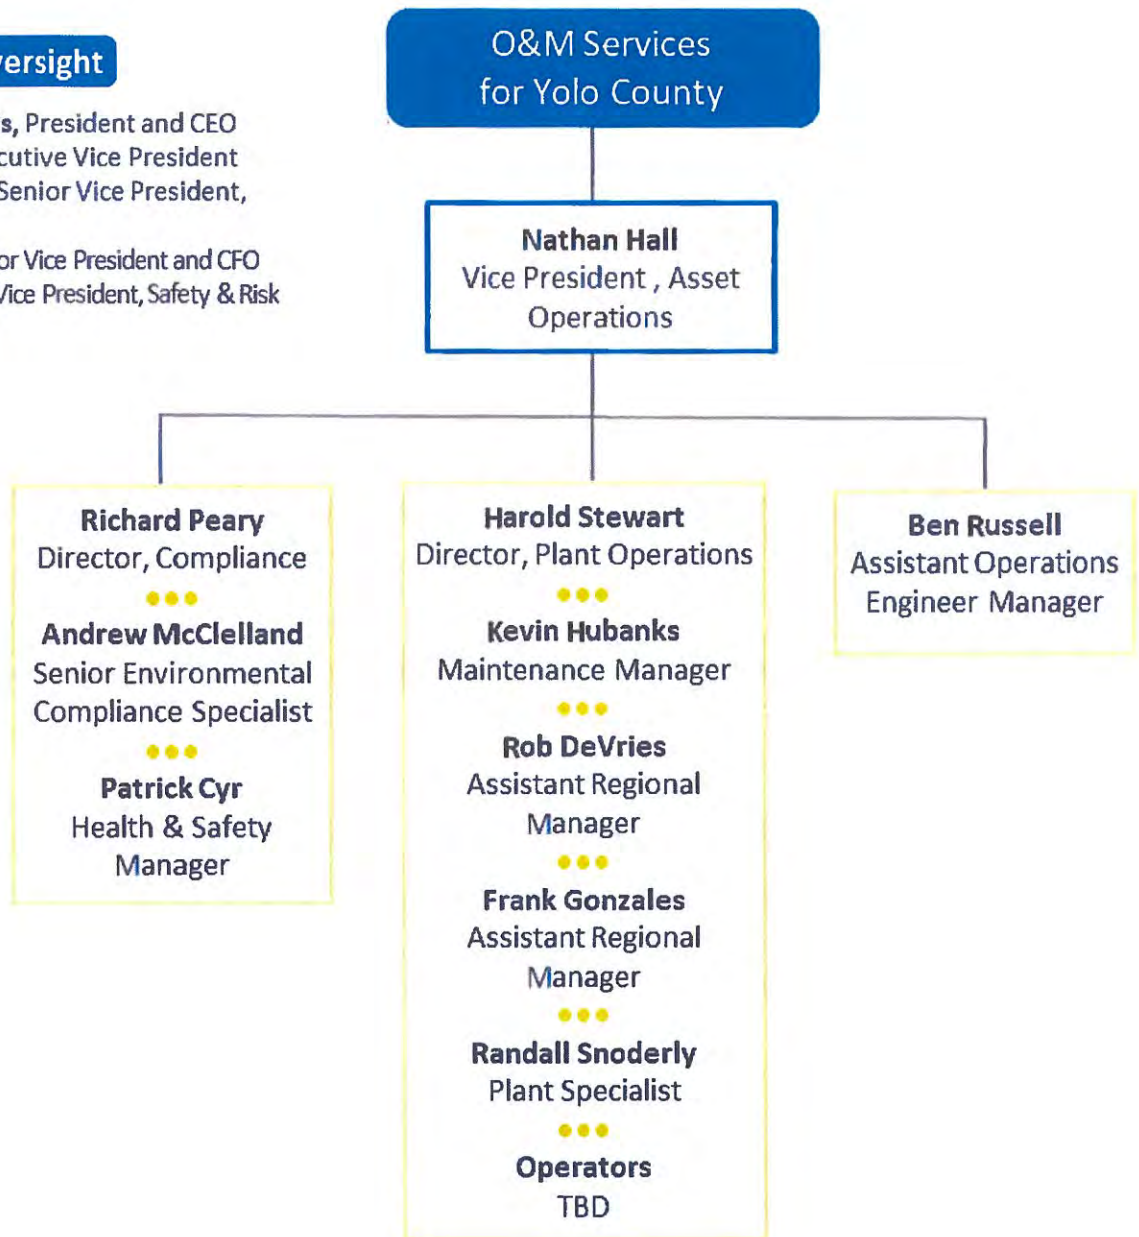 versight
s, President and CEO
cutive Vice President
Senior Vice President,
or Vice President and CFO
Vice President, Safety & Risk
O&M Services
for Yolo County
Nathan Hall
Vice President , Asset
Operations
Richard Peary
Director, Compliance
Andrew McClelland
Senior Environmental
Compliance Specialist
Patrick Cyr
Health & Safety
Manager
Harold Stewart
Director, Plant Operations
Kevin Hubanks
Maintenance Manager
Rob DeVries
Assistant Regional
Manager
Frank Gonzales
Assistant Regional
Manager
Randall Snoderly
Plant Specialist
Operators
TBD
Ben Russell
Assistant Operations
Engineer Manager